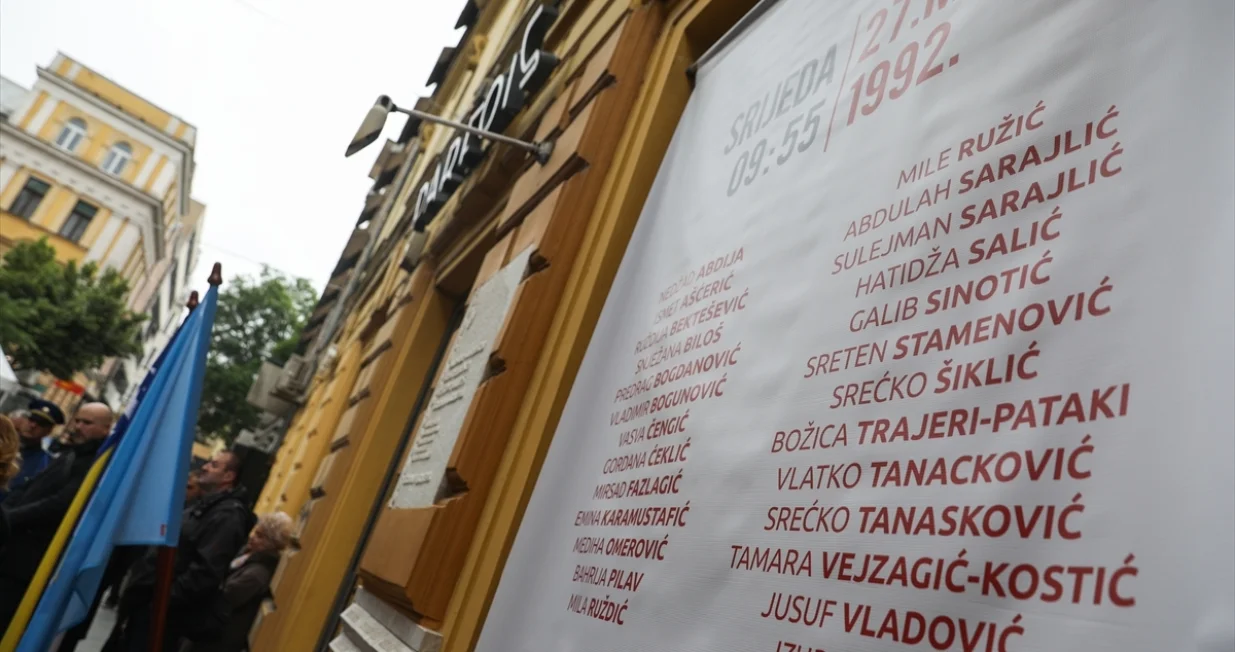 SRIJEDA
09:55
27.M
1992.
NEDŽAD ABDIJA
ISMET AŠĆERIĆ
RUŽDIJA BEKTEŠEVIĆ
SNJEŽANA BILOŠ
PREDRAG BOGDANOVIĆ
VLADIMIR BOGUNOVIĆ
VASVA ČENGIĆ
GORDANA ČEKLIĆ
MIRSAD FAZLAGIĆ
EMINA KARAMUSTAFIĆ
MEDIHA OMEROVIĆ
BAHRIJA PILAV
MILA RUŽDIĆ
MILE RUŽIĆ
ABDULAH SARAJLIĆ
SULEJMAN SARAJLIĆ
HATIDŽA SALIĆ
GALIB SINOTIĆ
SRETEN STAMENOVIĆ
SREĆKO ŠIKLIĆ
BOŽICA TRAJERI-PATAKI
VLATKO TANACKOVIĆ
SREĆKO TANASKOVIĆ
TAMARA VEJZAGIĆ-KOSTIĆ
JUSUF VLADOVIĆ